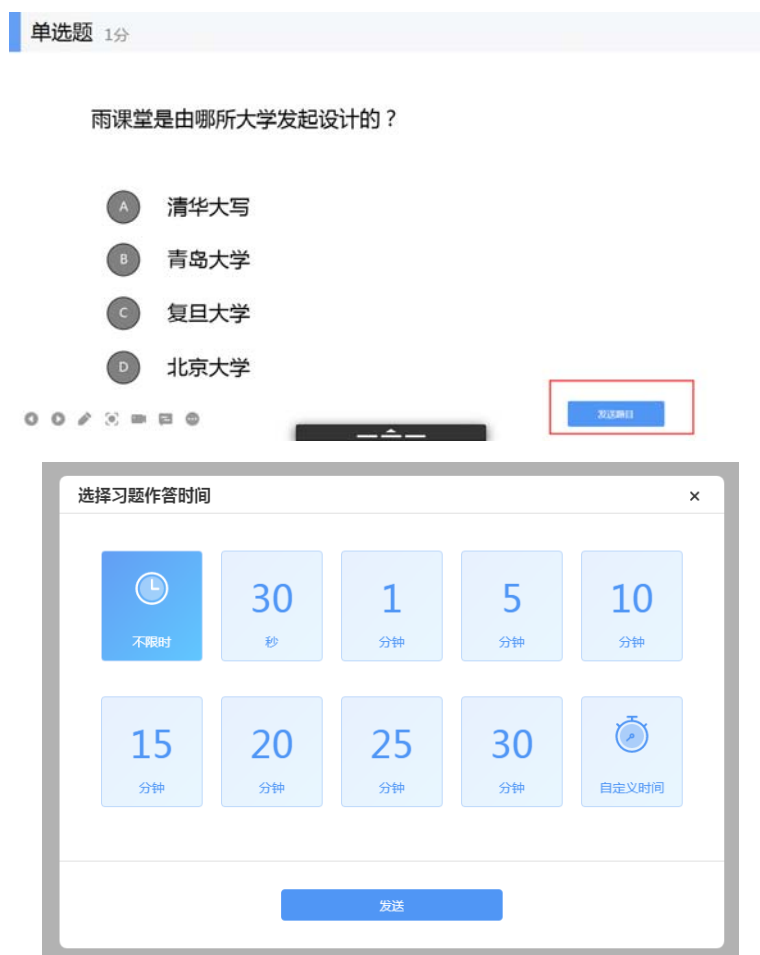 单选题 1分
雨课堂是由哪所大学发起设计的？
A 清华大写
B 青岛大学
C 复旦大学
D 北京大学
发送题目
选择习题作答时间 ×
不限时
30
秒
1
分钟
5
分钟
10
分钟
15
分钟
20
分钟
25
分钟
30
分钟
自定义时间
发送